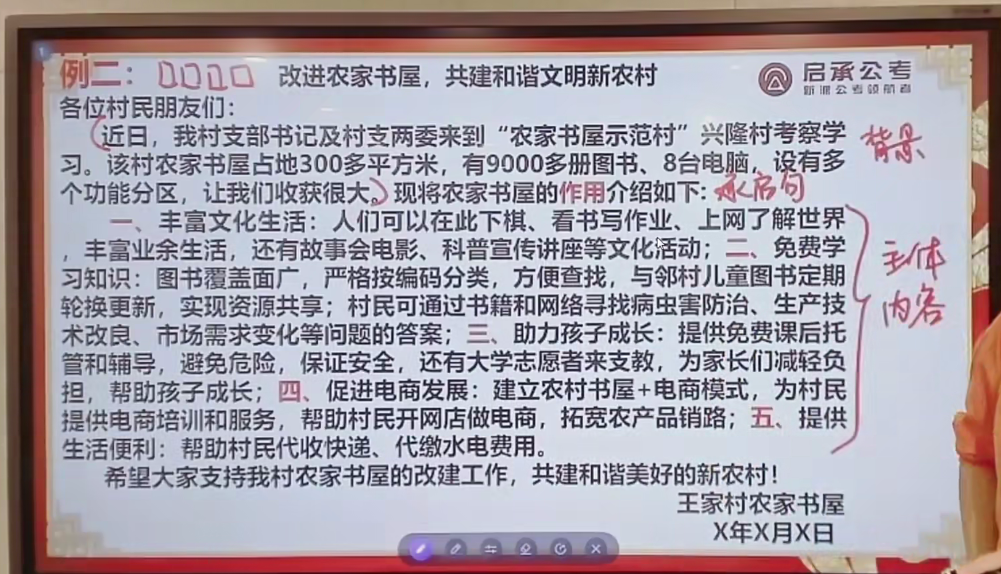 例二： 改进农家书屋，共建和谐文明新农村
启承公考
各位村民朋友们：
近日，我村支部书记及村支两委来到“农家书屋示范村”兴隆村考察学
背景
习。该村农家书屋占地300多平方米，有9000多册图书、8台电脑，设有多
个功能分区，让我们收获很大。现将农家书屋的作用介绍如下：承启句
一、丰富文化生活：人们可以在此下棋、看书写作业、上网了解世界
，丰富业余生活，还有故事会电影、科普宣传讲座等文化活动；二、免费学
主体
习知识：图书覆盖面广，严格按编码分类，方便查找，与邻村儿童图书定期
内容
轮换更新，实现资源共享；村民可通过书籍和网络寻找病虫害防治、生产技
术改良、市场需求变化等问题的答案；三、助力孩子成长：提供免费课后托
管和辅导，避免危险，保证安全，还有大学志愿者来支教，为家长们减轻负
担，帮助孩子成长；四、促进电商发展：建立农村书屋+电商模式，为村民
提供电商培训和服务，帮助村民开网店做电商，拓宽农产品销路；五、提供
生活便利：帮助村民代收快递、代缴水电费用。
希望大家支持我村农家书屋的改建工作，共建和谐美好的新农村！
王家村农家书屋
X年X月X日